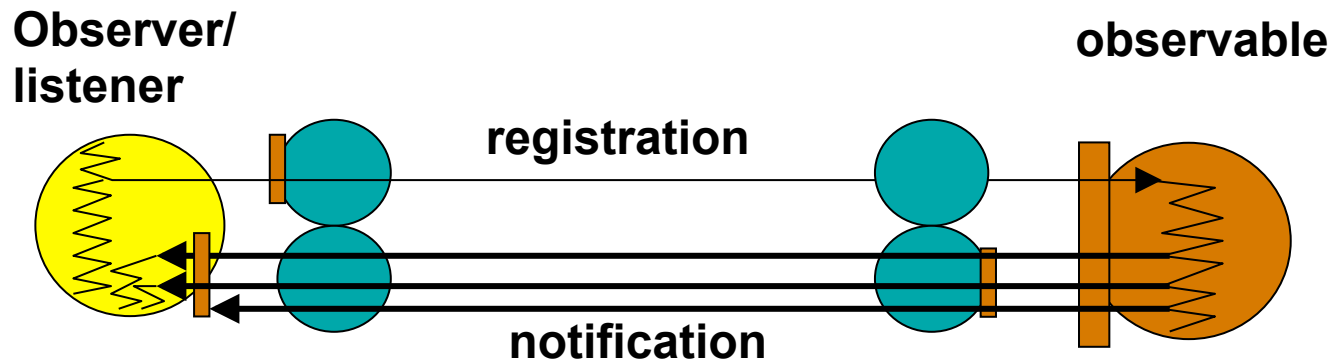 Observer/
listener
observable
registration
notification